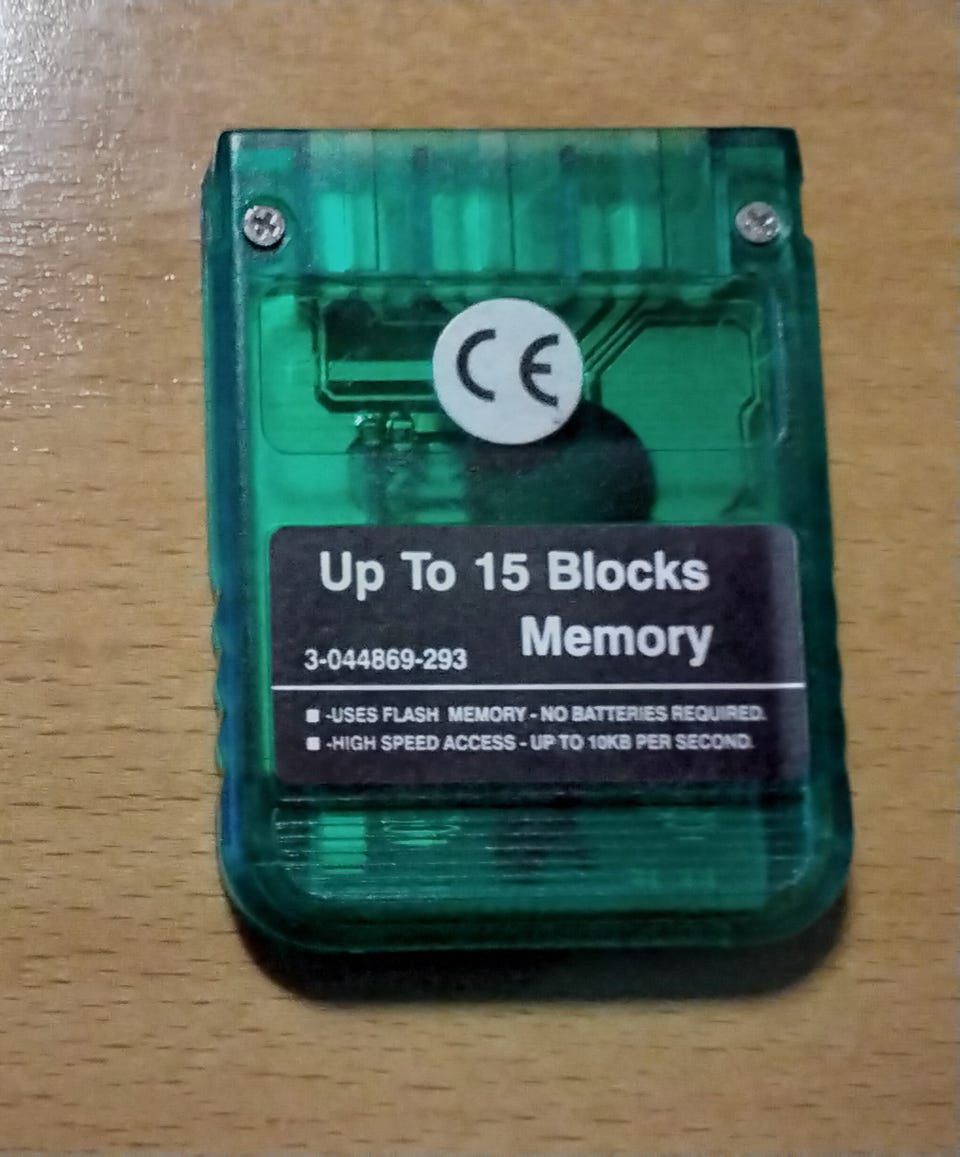 CE
Up To 15 Blocks
Memory
3-044869-293
■ -USES FLASH MEMORY - NO BATTERIES REQUIRED.
■ -HIGH SPEED ACCESS - UP TO 10KB PER SECOND.